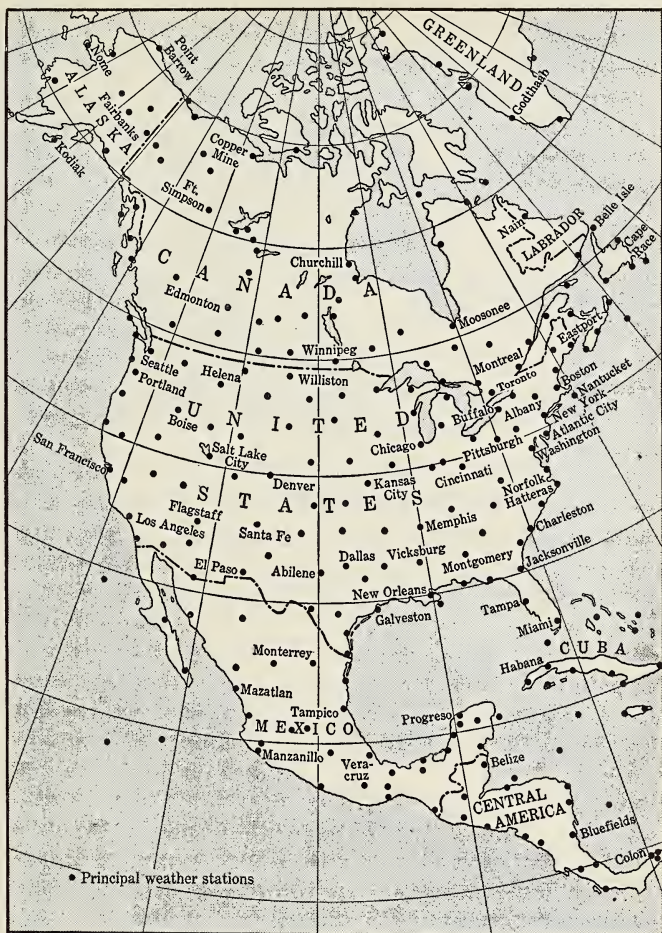 GREENLAND
Godthaab
Nome
Point
Barrow
ALASKA
Fairbanks
Kodiak
Copper
Mine
Ft.
Simpson
Nain
LABRADOR
Belle Isle
Cape
Race
CANADA
Churchill
Edmonton
Moosonee
Winnipeg
Montreal
Eastport
Seattle
Helena
Williston
Toronto
Boston
Portland
Nantucket
Boise
UNITED
Buffalo
Albany
New York
Atlantic City
Chicago
Pittsburgh
Washington
San Francisco
Salt Lake
City
Denver
Kansas
City
Cincinnati
Norfolk
Hatteras
STATES
Flagstaff
Los Angeles
Santa Fe
Memphis
Charleston
Dallas
Vicksburg
El Paso
Abilene
Montgomery
Jacksonville
New Orleans
Galveston
Tampa
Miami
Monterrey
CUBA
Habana
Mazatlan
Tampico
Progreso
MEXICO
Manzanillo
Vera-
cruz
Belize
CENTRAL
AMERICA
Bluefields
Colon
• Principal weather stations